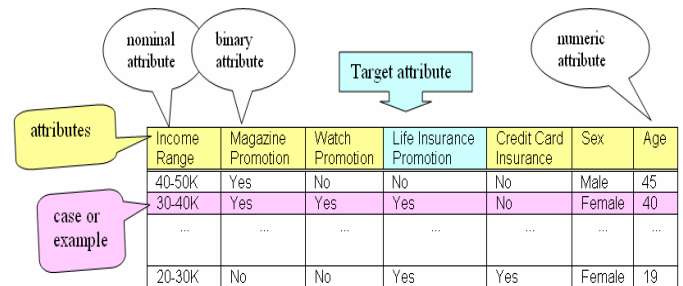 nominal
attribute
binary
attribute
numeric
attribute
Target attribute
attributes
Income Range Magazine Promotion Watch Promotion Life Insurance Promotion Credit Card Insurance Sex Age
40-50K Yes No No No Male 45
case or
example
30-40K Yes Yes Yes No Female 40
... ... ... ... ... ... ...
20-30K No No Yes Yes Female 19